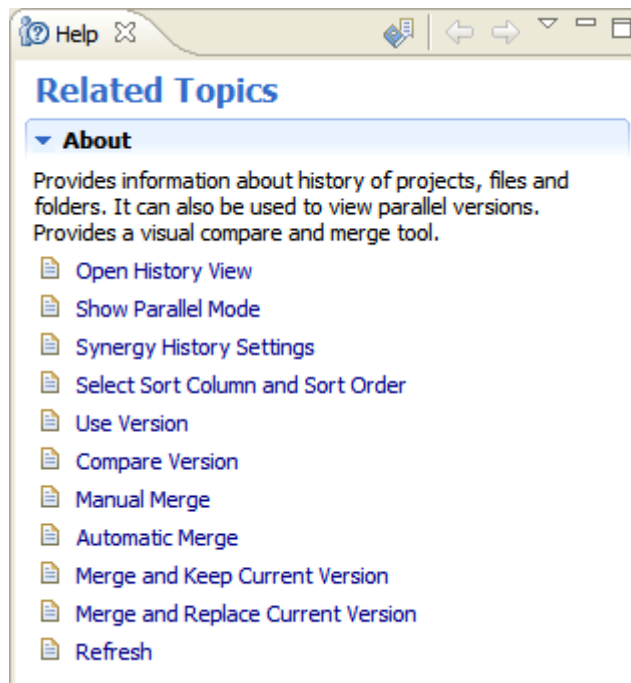 Help
Related Topics
About
Provides information about history of projects, files and
folders. It can also be used to view parallel versions.
Provides a visual compare and merge tool.
Open History View
Show Parallel Mode
Synergy History Settings
Select Sort Column and Sort Order
Use Version
Compare Version
Manual Merge
Automatic Merge
Merge and Keep Current Version
Merge and Replace Current Version
Refresh